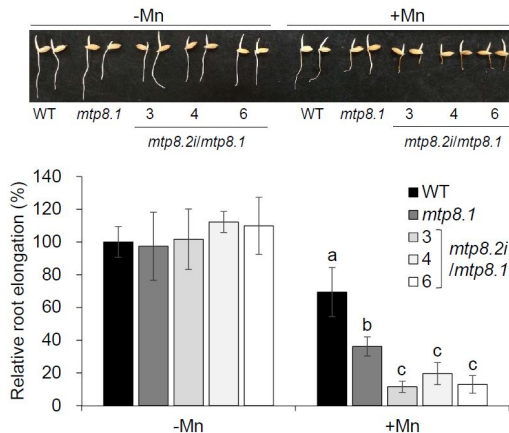 -Mn +Mn
WT mtp8.1 3 4 6 WT mtp8.1 3 4 6
mtp8.2i/mtp8.1 mtp8.2i/mtp8.1
Relative root elongation (%)
140
120
100
80
60
40
20
0
WT
mtp8.1
3
4
6
mtp8.2i
/mtp8.1
a
b
c
c
c
-Mn +Mn